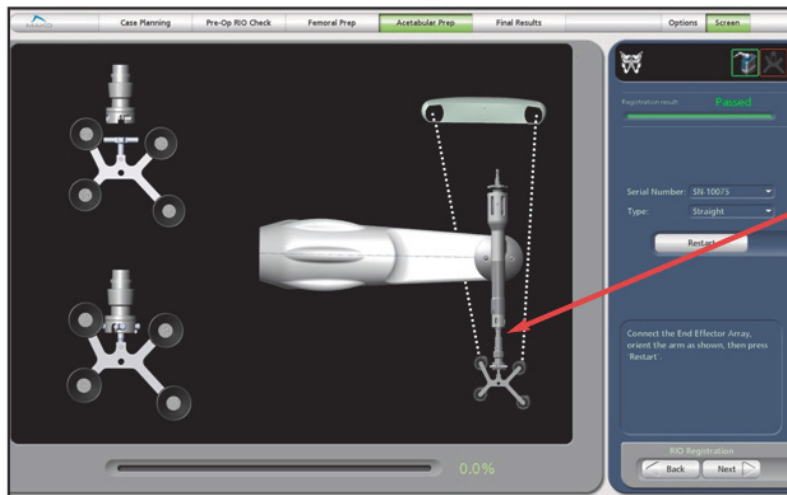 MAKO
Case Planning
Pre-Op RIO Check
Femoral Prep
Acetabular Prep
Final Results
Options
Screen
Registration result
Passed
Serial Number: SN-10075
Type: Straight
Restart
Connect the End Effector Array,
orient the arm as shown, then press
'Restart'.
0.0%
RIO Registration
Back
Next